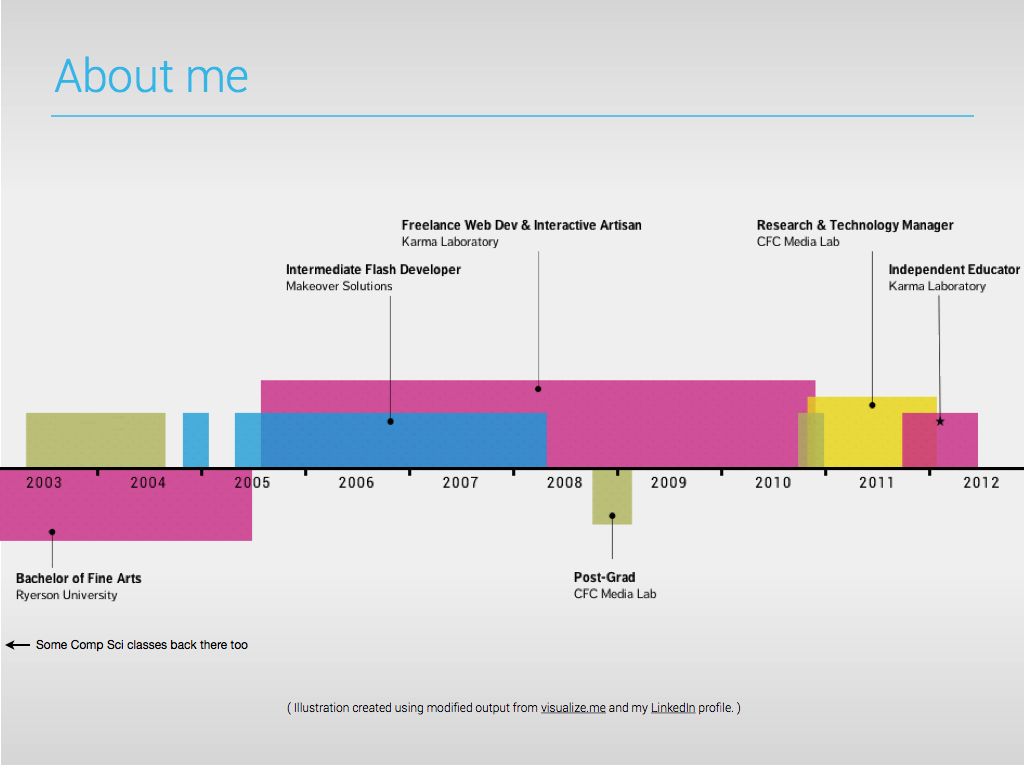 About me
Freelance Web Dev & Interactive Artisan
Karma Laboratory
Research & Technology Manager
CFC Media Lab
Intermediate Flash Developer
Makeover Solutions
Independent Educator
Karma Laboratory
2003 2004 2005 2006 2007 2008 2009 2010 2011 2012
Bachelor of Fine Arts
Ryerson University
Post-Grad
CFC Media Lab
Some Comp Sci classes back there too
( Illustration created using modified output from visualize.me and my LinkedIn profile. )